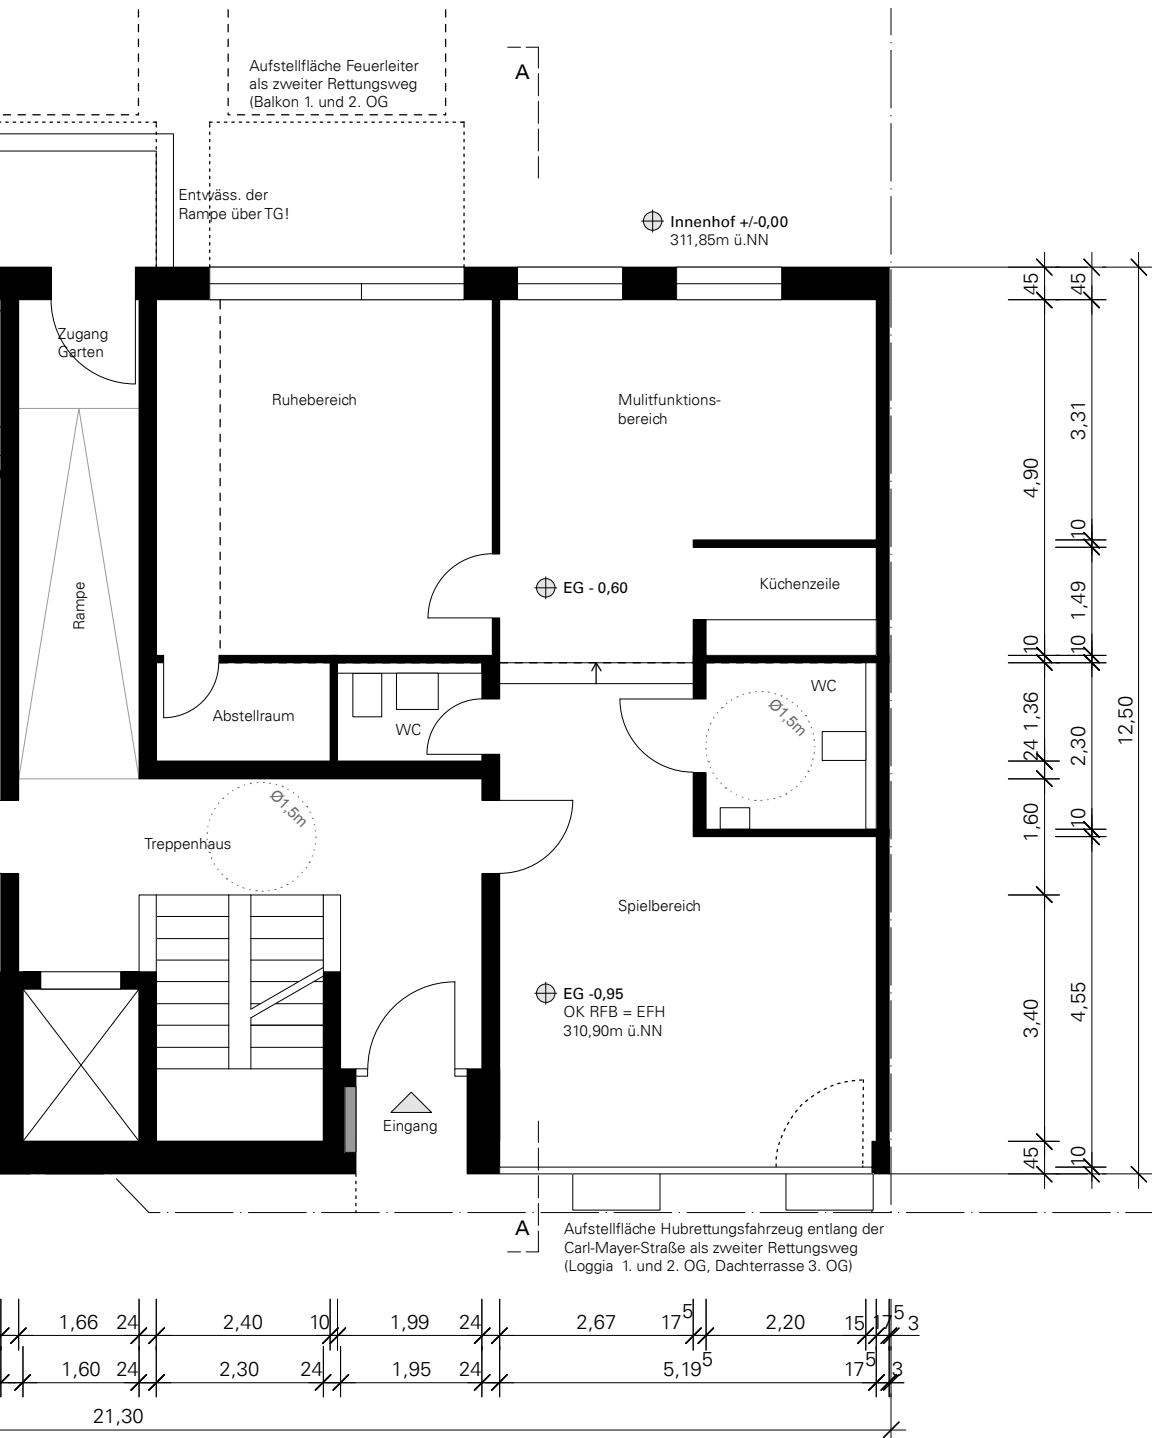 Aufstellfläche Feuerleiter
als zweiter Rettungsweg
(Balkon 1. und 2. OG
A
Entwäss. der
Rampe über TG!
Innenhof +/-0,00
311,85m ü.NN
45
45
Zugang
Garten
Ruhebereich
Mulitfunktions-
bereich
3,31
4,90
10
Küchenzeile
EG - 0,60
Rampe
1,49
10
10
WC
Ø1,5m
Abstellraum
WC
1,36
24
2,30
12,50
Ø1,5m
Treppenhaus
1,60
10
Spielbereich
EG -0,95
OK RFB = EFH
310,90m ü.NN
3,40
4,55
Eingang
45
10
A
Aufstellfläche Hubrettungsfahrzeug entlang der
Carl-Mayer-Straße als zweiter Rettungsweg
(Loggia 1. und 2. OG, Dachterrasse 3. OG)
1,66 24 2,40 10 1,99 24 2,67 17⁵ 2,20 15 17⁵ 3
1,60 24 2,30 24 1,95 24 5,19⁵ 17⁵ 3
21,30